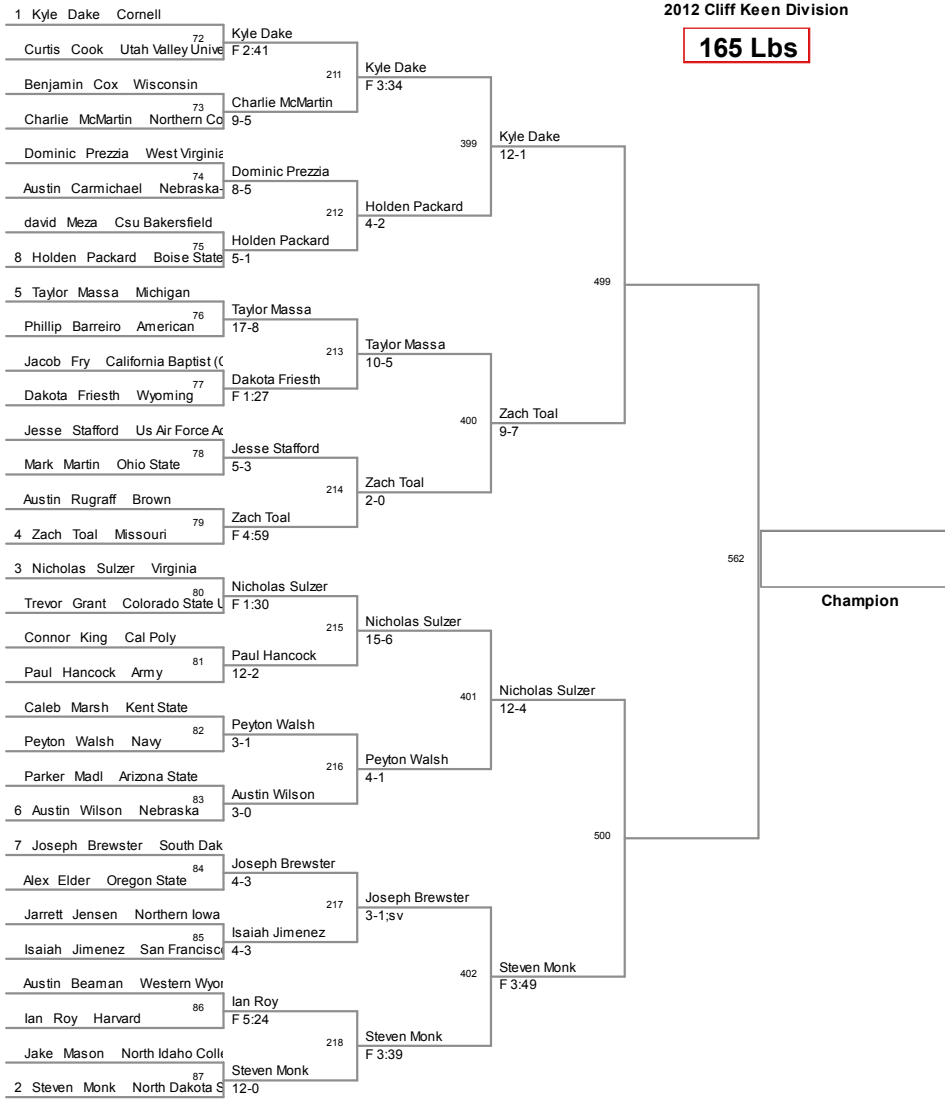 2012 Cliff Keen Division
165 Lbs
1 Kyle Dake Cornell
72
Curtis Cook Utah Valley Unive
Kyle Dake
F 2:41
Benjamin Cox Wisconsin
73
Charlie McMartin Northern Co
Charlie McMartin
9-5
211
Kyle Dake
F 3:34
Dominic Prezzia West Virginia
74
Austin Carmichael Nebraska-
Dominic Prezzia
8-5
david Meza Csu Bakersfield
75
8 Holden Packard Boise State
Holden Packard
5-1
212
Holden Packard
4-2
399
Kyle Dake
12-1
5 Taylor Massa Michigan
76
Phillip Barreiro American
Taylor Massa
17-8
Jacob Fry California Baptist (
77
Dakota Friesth Wyoming
Dakota Friesth
F 1:27
213
Taylor Massa
10-5
Jesse Stafford Us Air Force Ac
78
Mark Martin Ohio State
Jesse Stafford
5-3
Austin Rugraff Brown
79
4 Zach Toal Missouri
Zach Toal
F 4:59
214
Zach Toal
2-0
400
Zach Toal
9-7
499
3 Nicholas Sulzer Virginia
80
Trevor Grant Colorado State U
Nicholas Sulzer
F 1:30
Connor King Cal Poly
81
Paul Hancock Army
Paul Hancock
12-2
215
Nicholas Sulzer
15-6
Caleb Marsh Kent State
82
Peyton Walsh Navy
Peyton Walsh
3-1
Parker Madl Arizona State
83
6 Austin Wilson Nebraska
Austin Wilson
3-0
216
Peyton Walsh
4-1
401
Nicholas Sulzer
12-4
7 Joseph Brewster South Dak
84
Alex Elder Oregon State
Joseph Brewster
4-3
Jarrett Jensen Northern Iowa
85
Isaiah Jimenez San Francisc
Isaiah Jimenez
4-3
217
Joseph Brewster
3-1;sv
Austin Beaman Western Wyo
86
Ian Roy Harvard
Ian Roy
F 5:24
Jake Mason North Idaho Colle
87
2 Steven Monk North Dakota S
Steven Monk
12-0
218
Steven Monk
F 3:39
402
Steven Monk
F 3:49
500
562
Champion